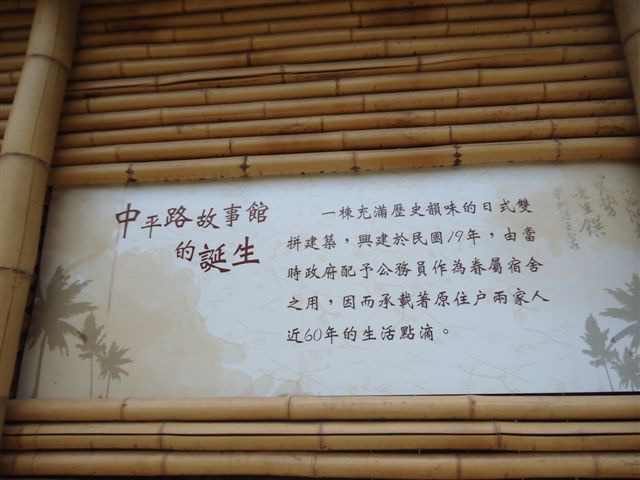 中平路故事館
的誕生
一棟充滿歷史韻味的日式雙
拼建築，興建於民國19年，由當
時政府配予公務員作為眷屬宿舍
之用，因而承載著原住戶兩家人
近60年的生活點滴。